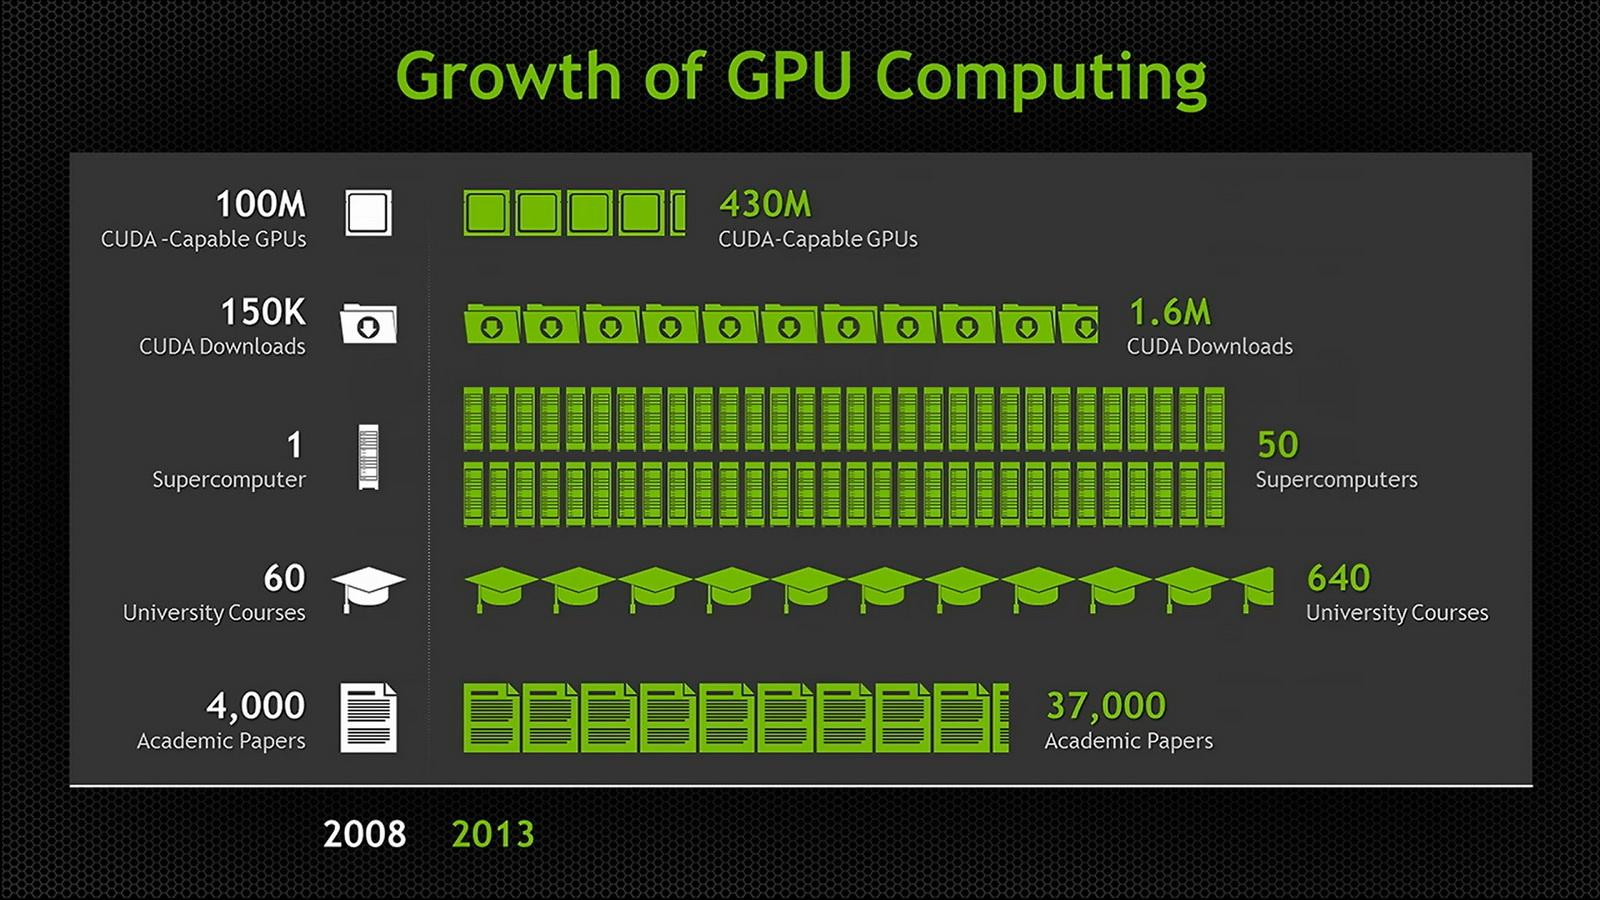 Growth of GPU Computing
100M
CUDA -Capable GPUs
430M
CUDA-Capable GPUs
150K
CUDA Downloads
1.6M
CUDA Downloads
1
Supercomputer
50
Supercomputers
60
University Courses
640
University Courses
4,000
Academic Papers
37,000
Academic Papers
2008
2013